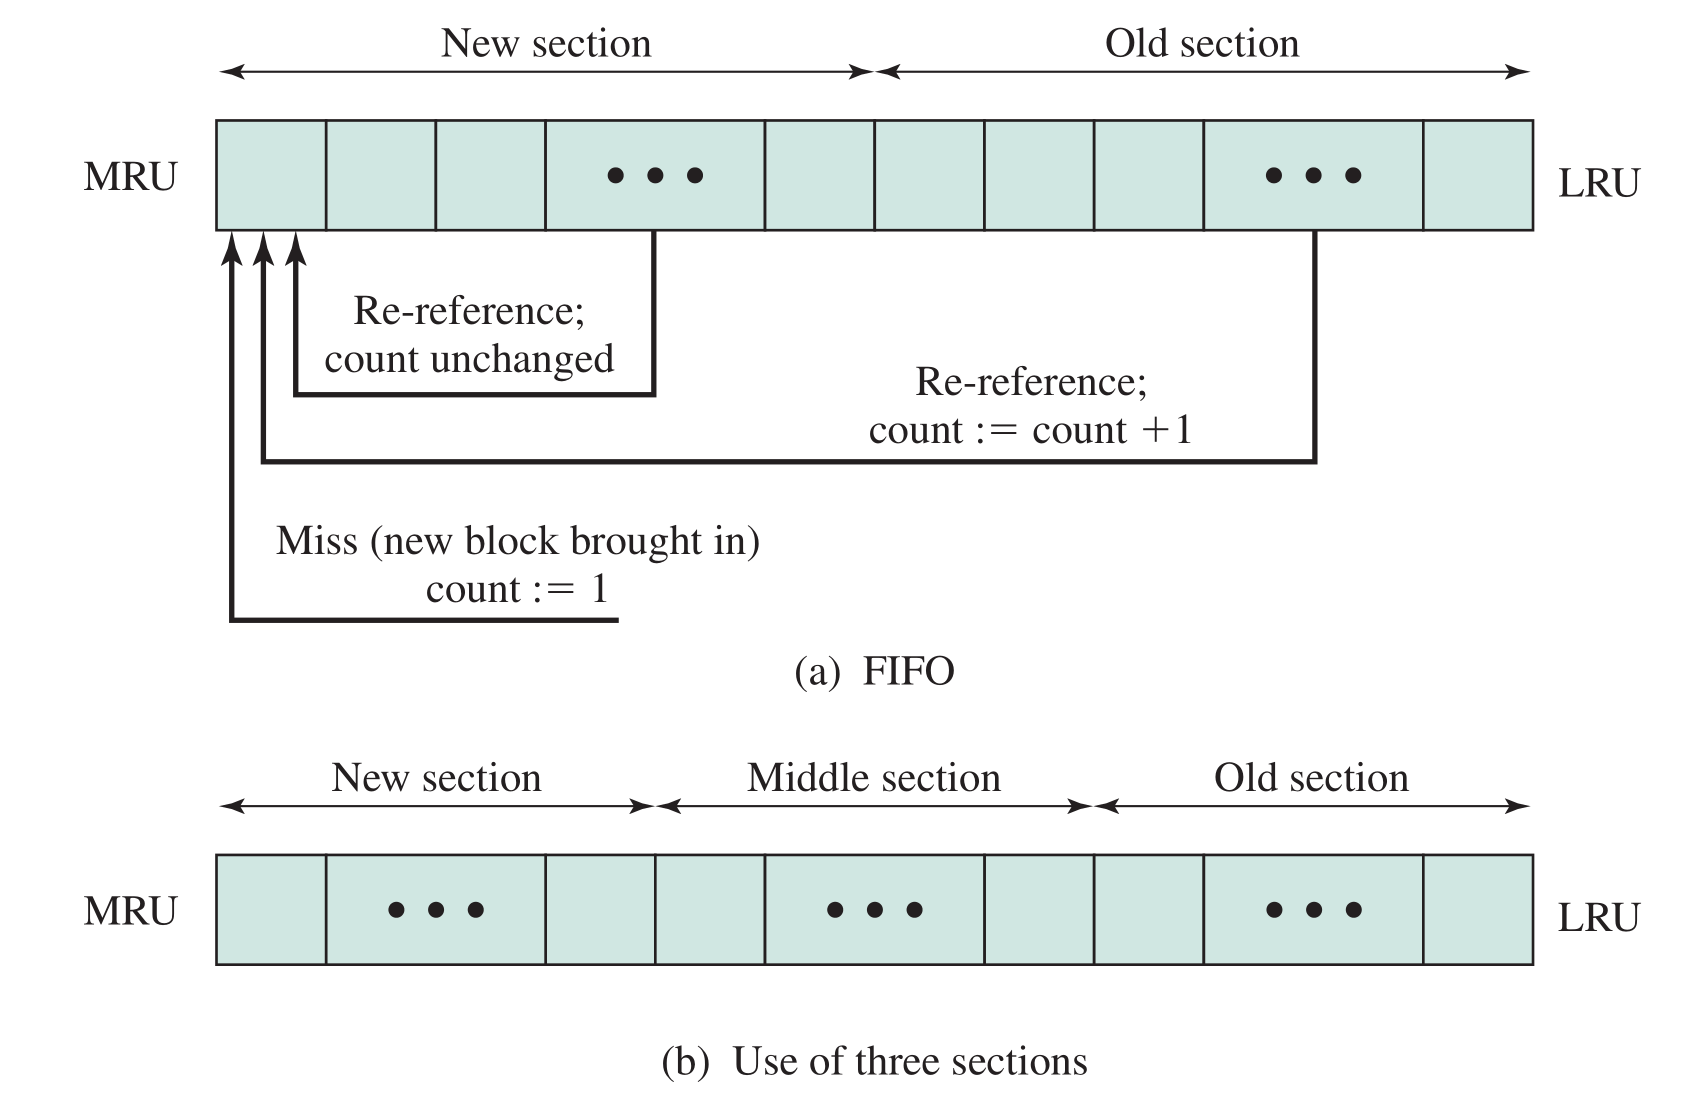 New section
Old section
MRU
LRU
Re-reference;
count unchanged
Re-reference;
count := count +1
Miss (new block brought in)
count := 1
(a) FIFO
New section
Middle section
Old section
MRU
LRU
(b) Use of three sections